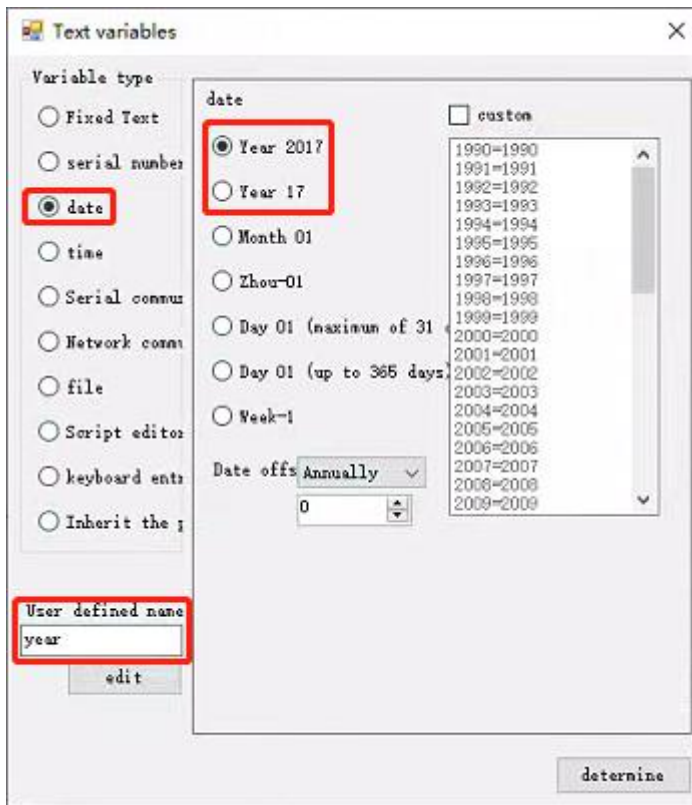 Text variables
Variable type
Fixed Text
serial number
date
time
Serial commu
Network commu
file
Script editor
keyboard entr
Inherit the p
User defined name
year
edit
date
Year 2017
Year 17
Month 01
Zhou-01
Day 01 (maximum of 31
Day 01 (up to 365 days)
Week-1
Date offs
Annually
0
custom
1990=1990
1991=1991
1992=1992
1993=1993
1994=1994
1995=1995
1996=1996
1997=1997
1998=1998
1999=1999
2000=2000
2001=2001
2002=2002
2003=2003
2004=2004
2005=2005
2006=2006
2007=2007
2008=2008
2009=2009
determine